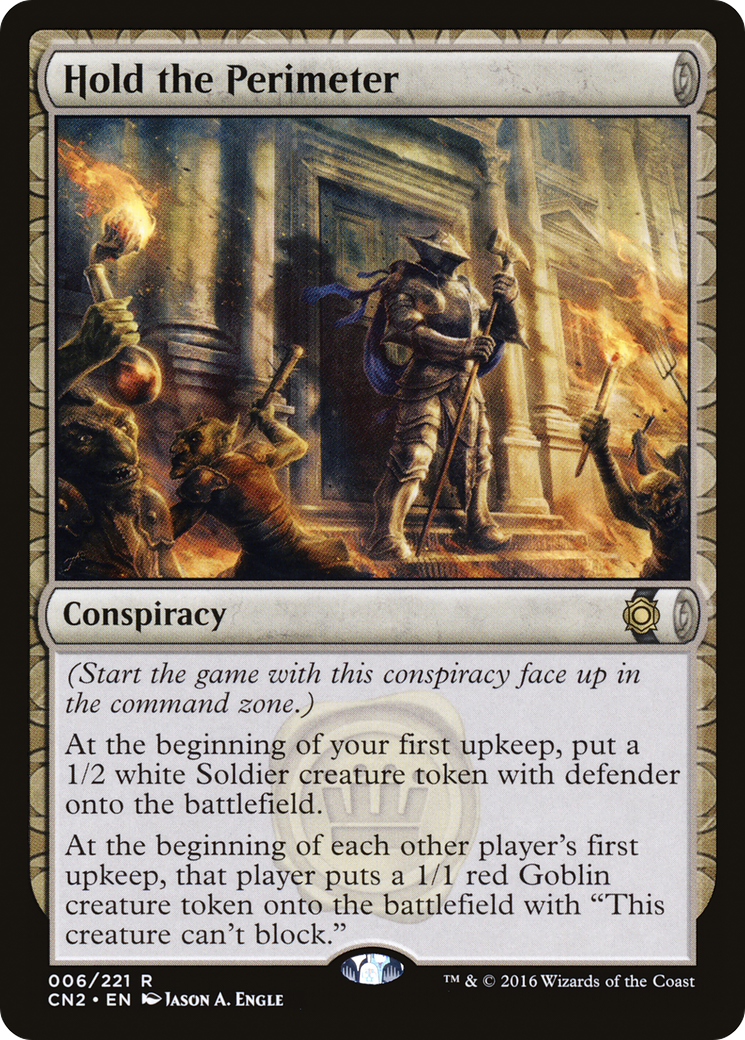 Hold the Perimeter
Conspiracy
(Start the game with this conspiracy face up in
the command zone.)
At the beginning of your first upkeep, put a
1/2 white Soldier creature token with defender
onto the battlefield.
At the beginning of each other player's first
upkeep, that player puts a 1/1 red Goblin
creature token onto the battlefield with “This
creature can't block.”
006/221 R
CN2 • EN Jason A. Engle
™ & © 2016 Wizards of the Coast